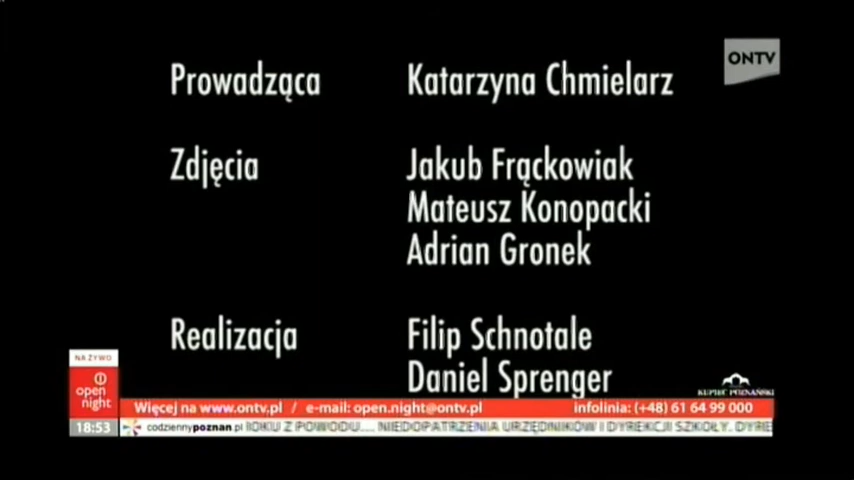 ONTV
Prowadząca Katarzyna Chmielarz
Zdjęcia Jakub Frąckowiak
Mateusz Konopacki
Adrian Gronek
Realizacja Filip Schnotale
Daniel Sprenger
NA ŻYWO
open
night
KUPIEC POZNAŃSKI
Więcej na www.ontv.pl / e-mail: open.night@ontv.pl infolinia: (+48) 61 64 99 000
18:53 codziennypoznan.pl ROKU Z POWODU.... NIEDOPATRZENIA URZĘDNIKÓW I DYREKCJI SZKOŁY. DYRE